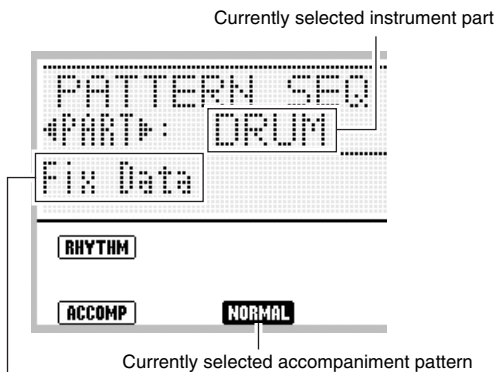 Currently selected instrument part
PATTERN SEQ
◀PART▶: DRUM
Fix Data
RHYTHM
ACCOMP NORMAL
Currently selected accompaniment pattern